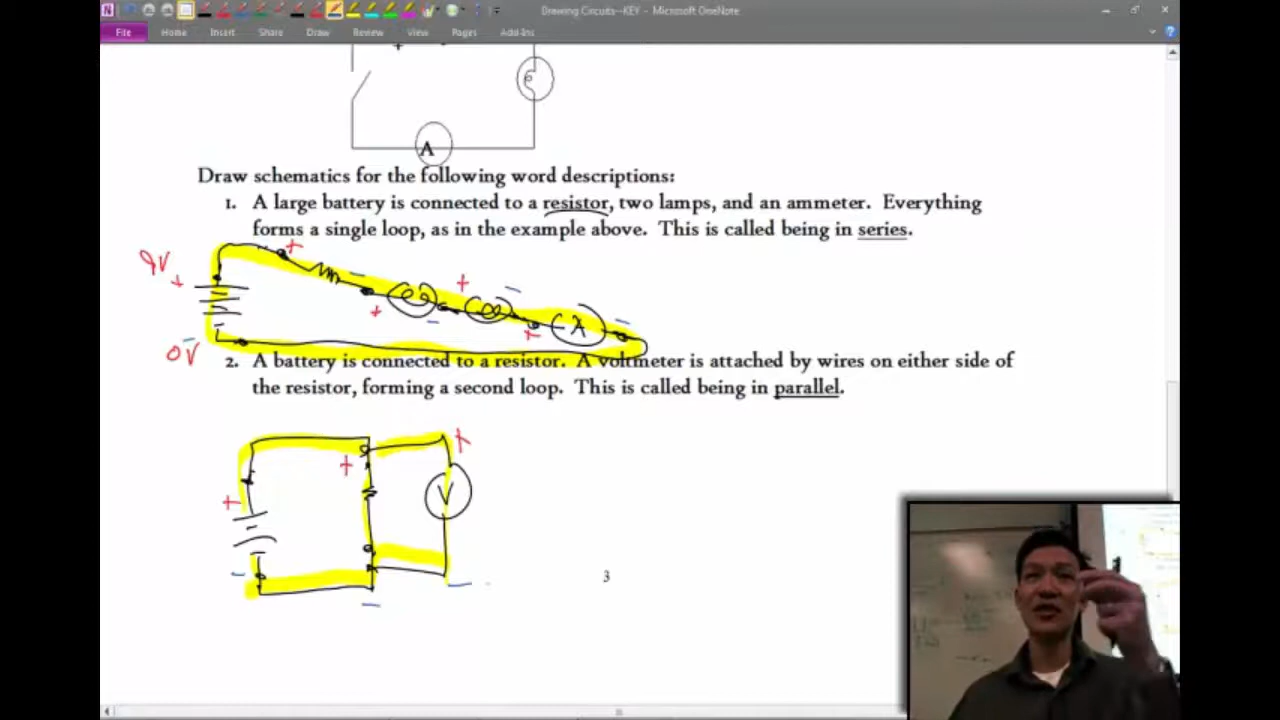 Drawing Circuits--KEY - Microsoft OneNote
File Home Insert Share Draw Review View Pages Add-Ins
+
A
Draw schematics for the following word descriptions:
1. A large battery is connected to a resistor, two lamps, and an ammeter. Everything
forms a single loop, as in the example above. This is called being in series.
9V + + - + - + - + - A
0V -
2. A battery is connected to a resistor. A voltmeter is attached by wires on either side of
the resistor, forming a second loop. This is called being in parallel.
+ + + V
- - -
3